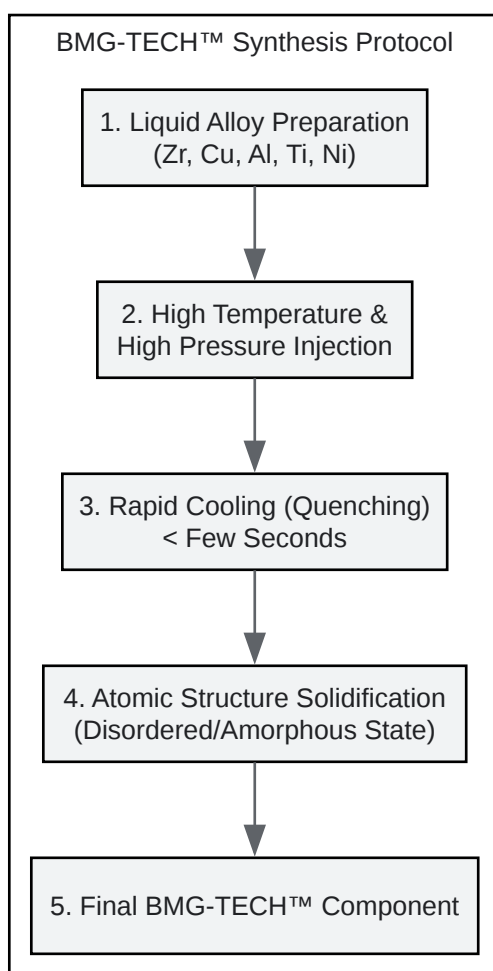 BMG-TECH™ Synthesis Protocol
1. Liquid Alloy Preparation
(Zr, Cu, Al, Ti, Ni)
2. High Temperature &
High Pressure Injection
3. Rapid Cooling (Quenching)
< Few Seconds
4. Atomic Structure Solidification
(Disordered/Amorphous State)
5. Final BMG-TECH™ Component